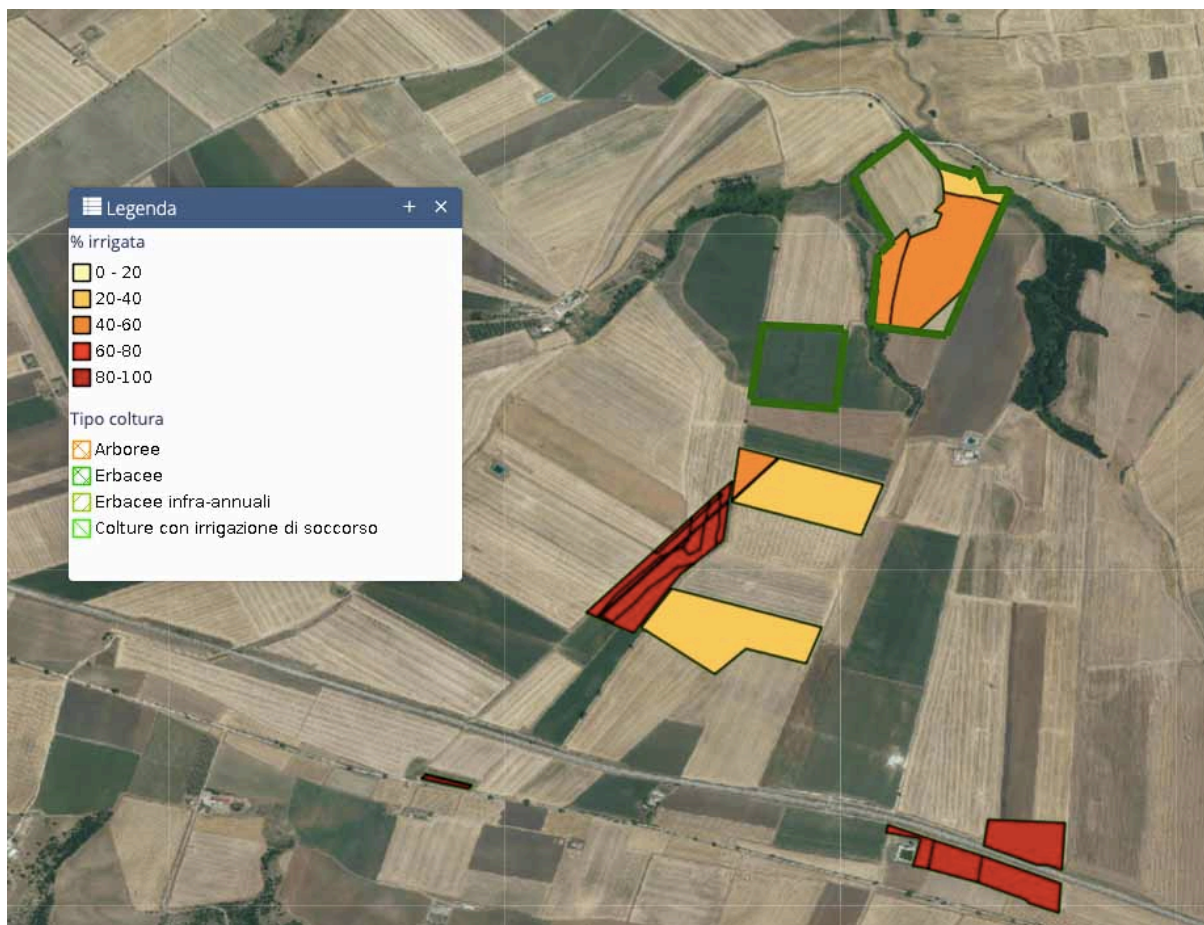 Legenda
% irrigata
0 - 20
20-40
40-60
60-80
80-100
Tipo coltura
Arboree
Erbacee
Erbacee infra-annuali
Colture con irrigazione di soccorso